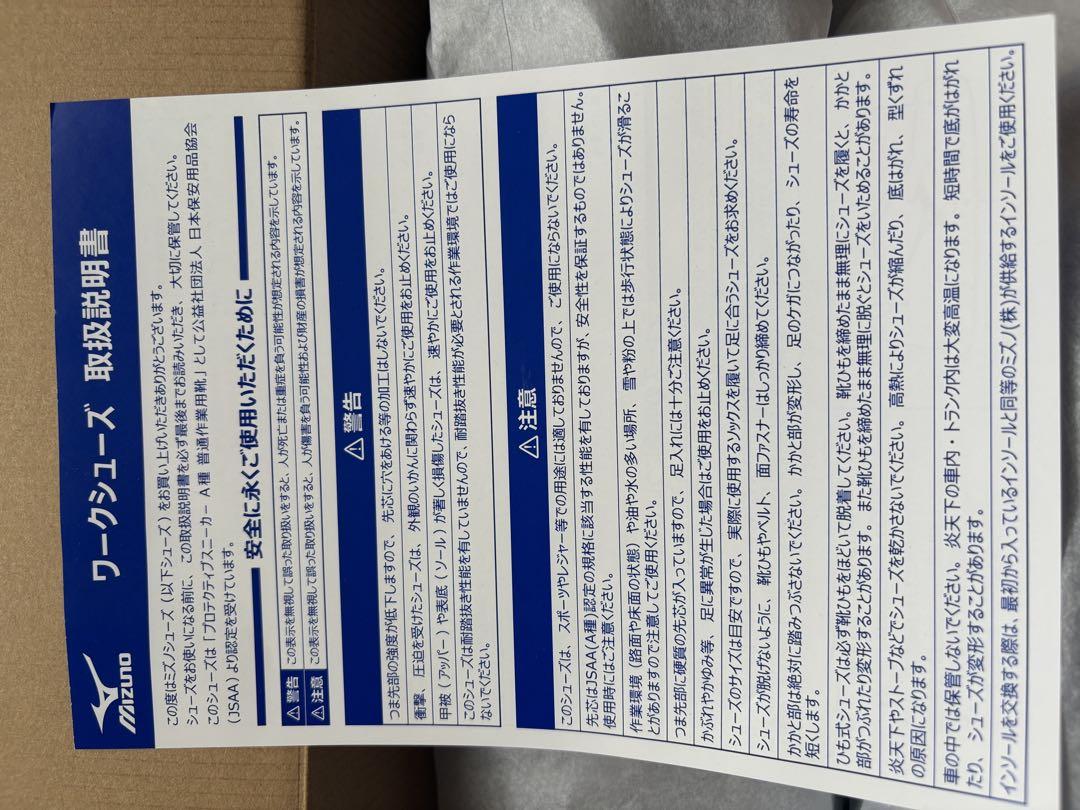 MIZUNO
ワークシューズ 取扱説明書
この度はミズノシューズ（以下シューズ）をお買い上げいただきありがとうございます。
シューズをお使いになる前に、この取扱説明書を必ず最後までお読みいただき、大切に保管してください。
このシューズは「プロテクティブスニーカー A種 普通作業用靴」として公益社団法人 日本保安用品協会
(JSAA)より認定を受けています。
安全に永くご使用いただくために
⚠警告 この表示を無視して誤った取り扱いをすると、人が死亡または重症を負う可能性が想定される内容を示しています。
⚠注意 この表示を無視して誤った取り扱いをすると、人が傷害を負う可能性および財産の損害が想定される内容を示しています。
⚠警告
つま先部の強度が低下しますので、先芯に穴をあける等の加工はしないでください。
衝撃、圧迫を受けたシューズは、外観のいかんに関わらず速やかにご使用をお止めください。
甲被（アッパー）や表底（ソール）が著しく損傷したシューズは、速やかにご使用をお止めください。
このシューズは耐踏抜き性能を有していませんので、耐踏抜き性能が必要とされる作業環境ではご使用になら
ないでください。
⚠注意
このシューズは、スポーツやレジャー等での用途には適しておりませんので、ご使用にならないでください。
先芯はJSAA(A種)認定の規格に該当する性能を有しておりますが、安全性を保証するものではありません。
使用時にはご注意ください。
作業環境（路面や床面の状態）や油や水の多い場所、雪や粉の上では歩行状態によりシューズが滑るこ
とがありますので注意してご使用ください。
つま先部に硬質の先芯が入っていますので、足入れには十分ご注意ください。
かぶれやかゆみ等、足に異常が生じた場合はご使用をお止めください。
シューズのサイズは目安ですので、実際に使用するソックスを履いて足に合うシューズをお求めください。
シューズが脱げないように、靴ひもやベルト、面ファスナーはしっかり締めてください。
かかと部は絶対に踏みつぶさないでください。かかと部が変形し、足のケガにつながったり、シューズの寿命を
短くします。
ひも式シューズは必ず靴ひもをほどいて脱着してください。靴ひもを締めたまま無理にシューズを履くと、かかと
部がつぶれたり変形することがあります。また靴ひもを締めたまま無理に脱ぐとシューズをいためることがあります。
炎天下やストーブなどでシューズを乾かさないでください。高熱によりシューズが縮んだり、底はがれ、型くずれ
の原因になります。
車の中では保管しないでください。炎天下の車内・トランク内は大変高温になります。短時間で底がはがれ
たり、シューズが変形することがあります。
インソールを交換する際は、最初から入っているインソールと同等のミズノ(株)が供給するインソールをご使用ください。